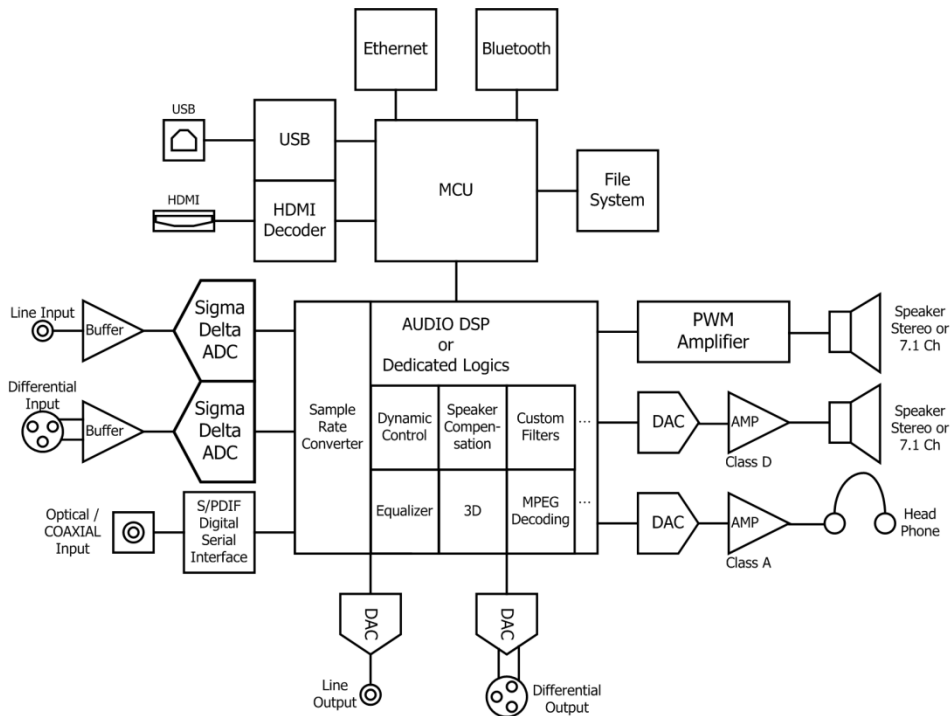 Ethernet
Bluetooth
USB
USB
MCU
File
System
HDMI
HDMI
Decoder
Line Input
Buffer
Sigma
Delta
ADC
AUDIO DSP
or
Dedicated Logics
PWM
Amplifier
Speaker
Stereo or
7.1 Ch
Differential
Input
Buffer
Sigma
Delta
ADC
Sample
Rate
Converter
Dynamic
Control
Speaker
Compen-
sation
Custom
Filters
...
DAC
AMP
Class D
Speaker
Stereo or
7.1 Ch
Optical /
COAXIAL
Input
S/PDIF
Digital
Serial
Interface
Equalizer
3D
MPEG
Decoding
...
DAC
AMP
Class A
Head
Phone
DAC
Line
Output
DAC
Differential
Output